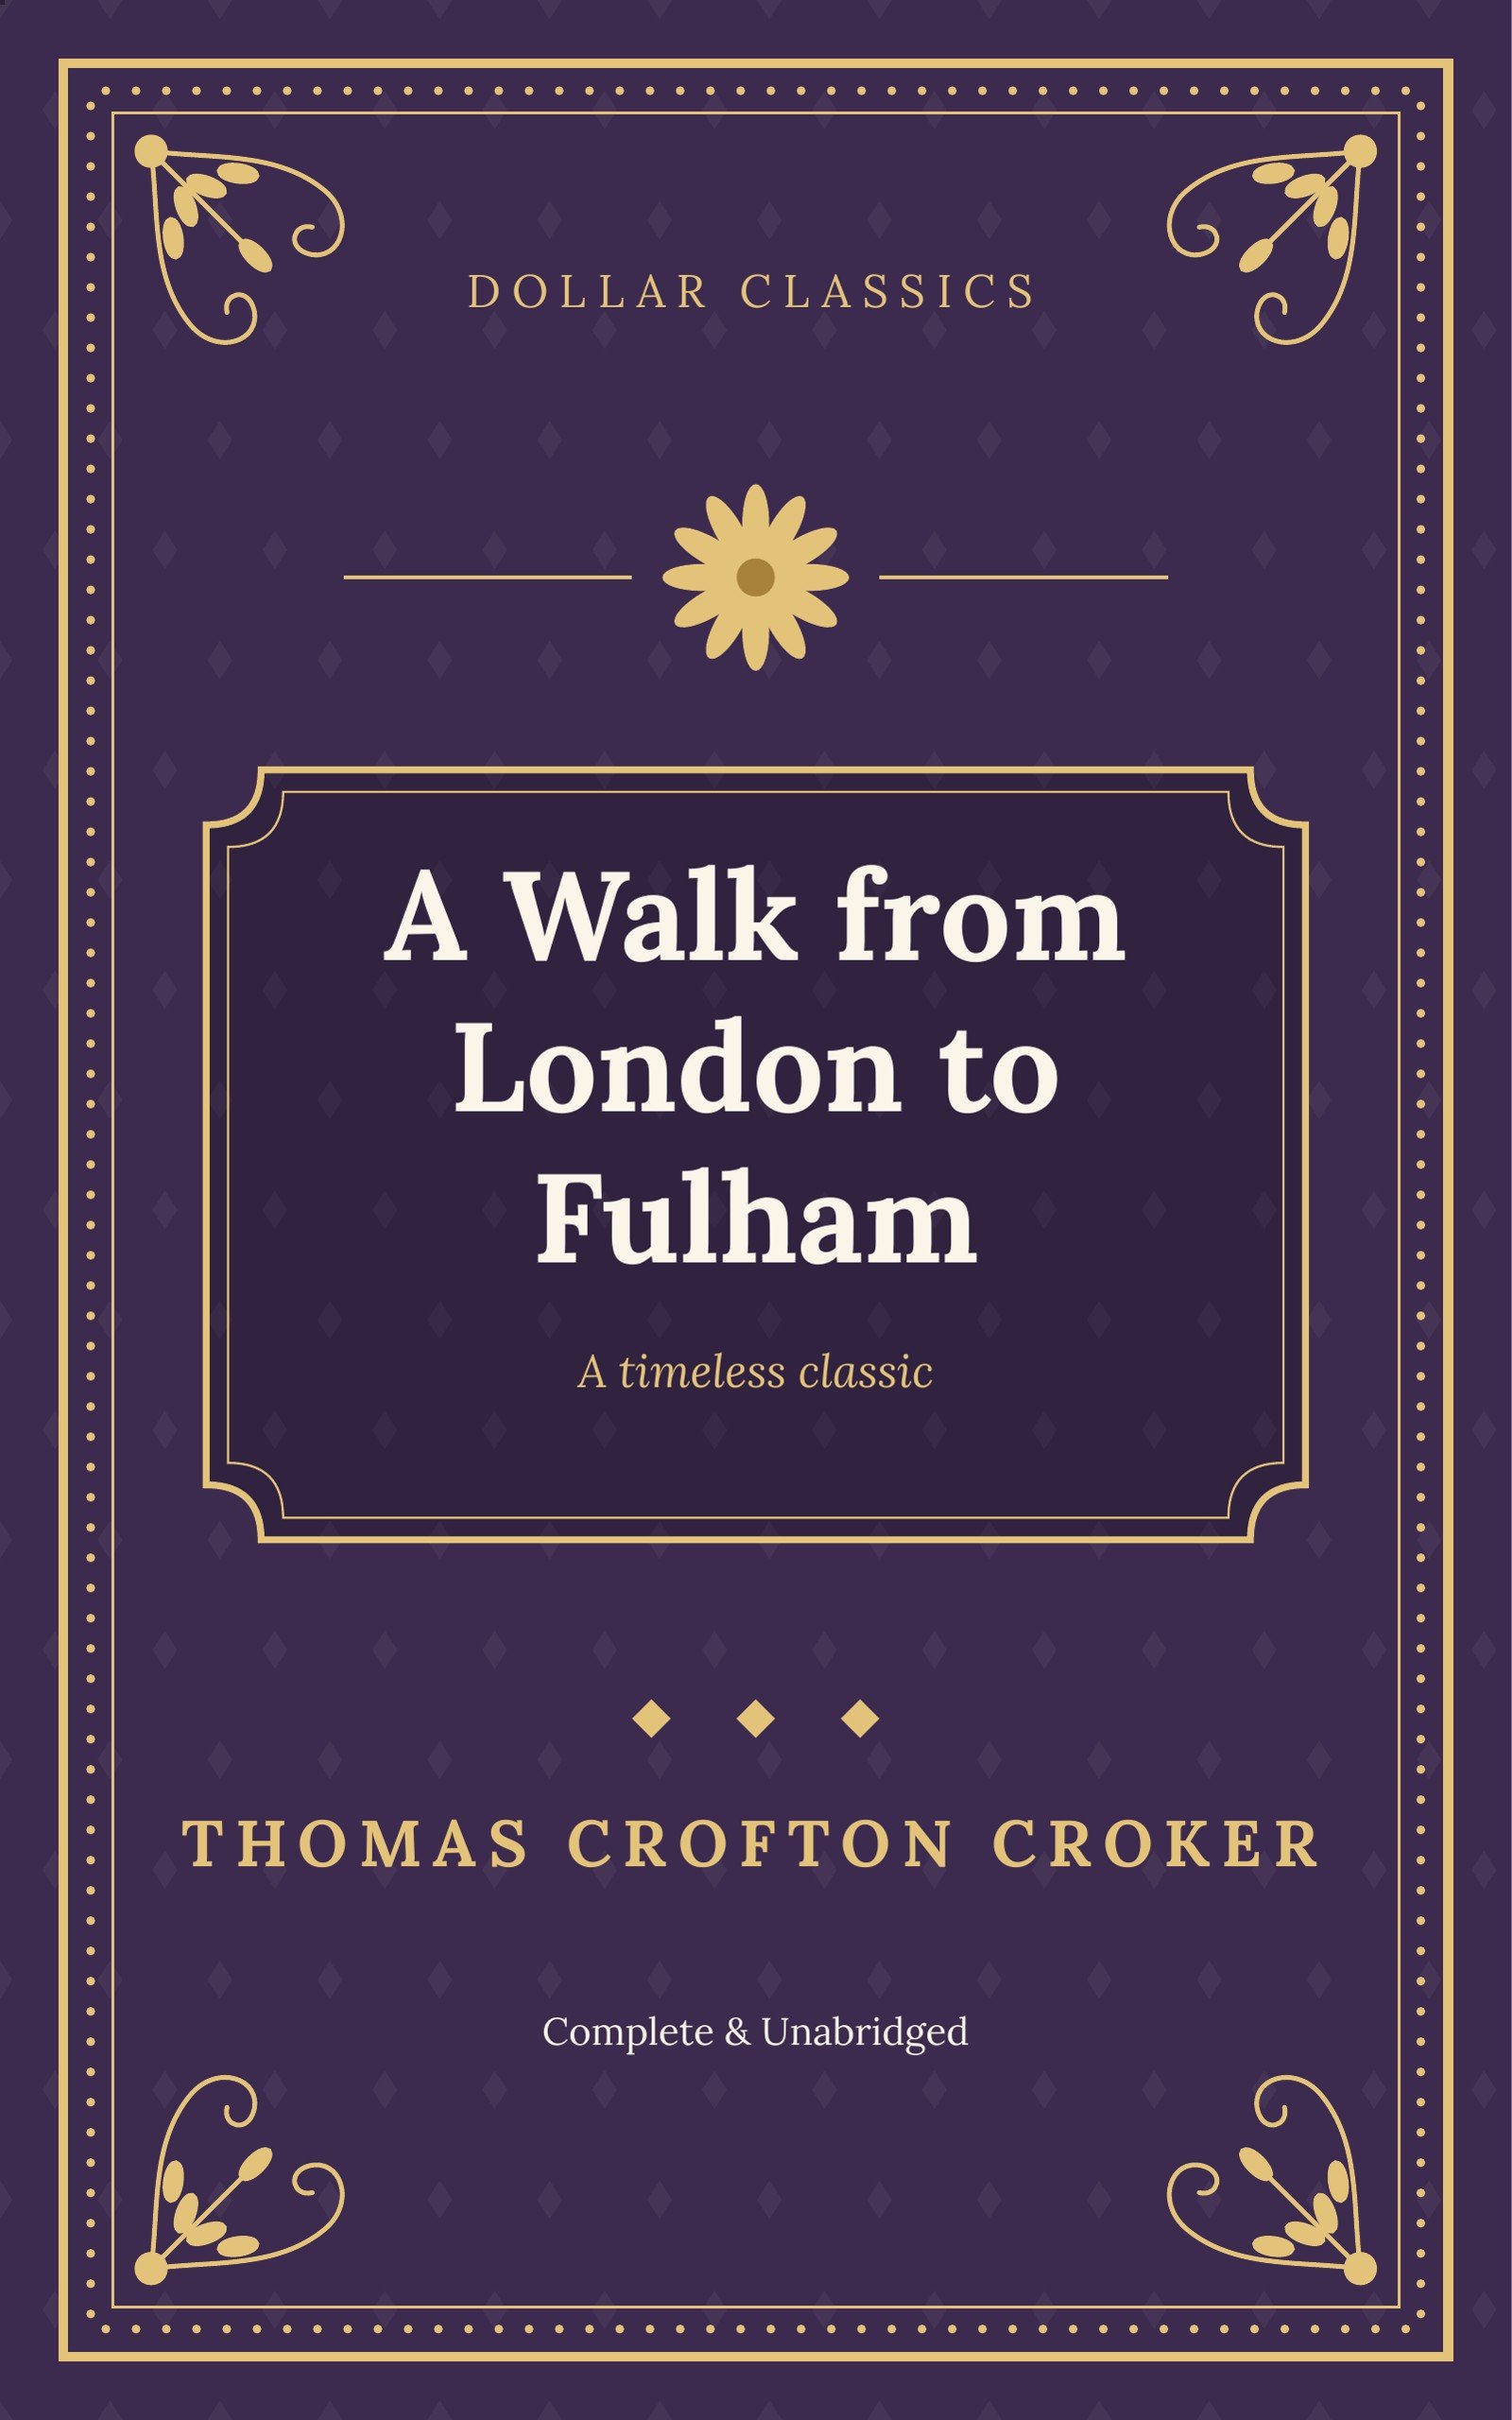 DOLLAR CLASSICS
A Walk from
London to
Fulham
A timeless classic
THOMAS CROFTON CROKER
Complete & Unabridged